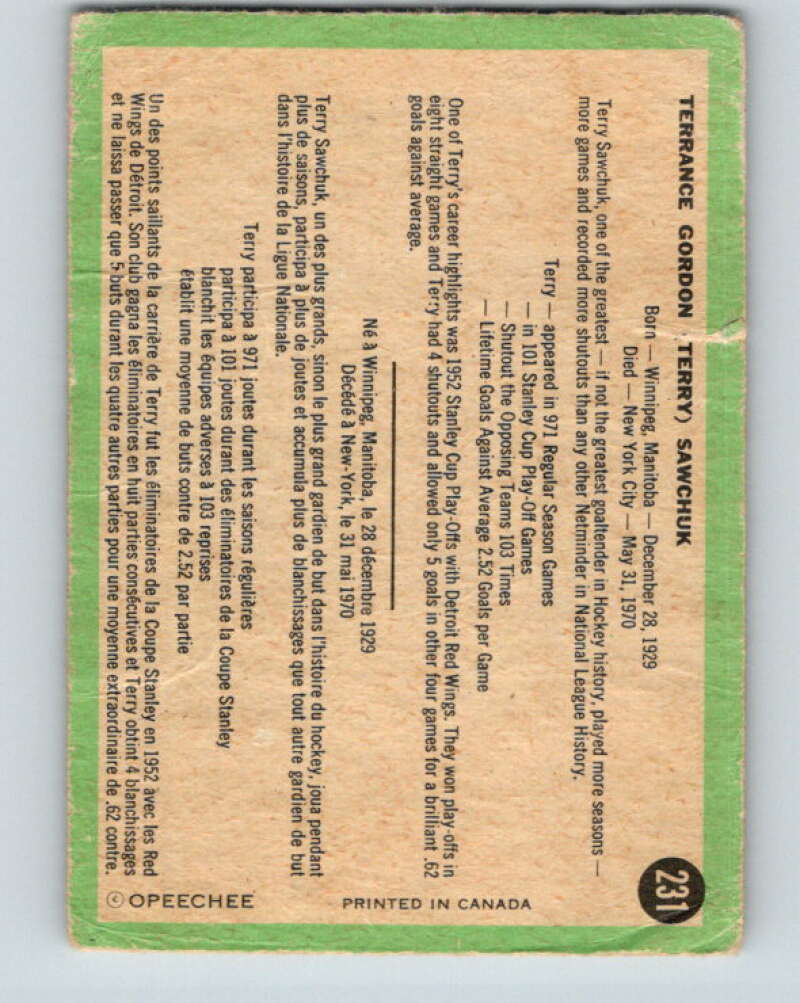 TERRANCE GORDON (TERRY) SAWCHUK
231
Born — Winnipeg, Manitoba — December 28, 1929
Died — New York City — May 31, 1970
Terry Sawchuk, one of the greatest — if not the greatest goaltender in Hockey history, played more seasons —
more games and recorded more shutouts than any other Netminder in National League History.
Terry — appeared in 971 Regular Season Games
— in 101 Stanley Cup Play-Off Games
— Shutout the Opposing Teams 103 Times
— Lifetime Goals Against Average 2.52 Goals per Game
One of Terry's career highlights was 1952 Stanley Cup Play-Offs with Detroit Red Wings. They won play-offs in
eight straight games and Terry had 4 shutouts and allowed only 5 goals in other four games for a brilliant .62
goals against average.
Né à Winnipeg, Manitoba, le 28 décembre 1929
Décédé à New-York, le 31 mai 1970
Terry Sawchuk, un des plus grands, sinon le plus grand gardien de but dans l'histoire du hockey, joua pendant
plus de saisons, participa à plus de joutes et accumula plus de blanchissages que tout autre gardien de but
dans l'histoire de la Ligue Nationale.
Terry participa à 971 joutes durant les saisons régulières
participa à 101 joutes durant des éliminatoires de la Coupe Stanley
blanchit les équipes adverses à 103 reprises
établit une moyenne de buts contre de 2.52 par partie
Un des points saillants de la carrière de Terry fut les éliminatoires de la Coupe Stanley en 1952 avec les Red
Wings de Détroit. Son club gagna les éliminatoires en huit parties consécutives et Terry obtint 4 blanchissages
et ne laissa passer que 5 buts durant les quatre autres parties pour une moyenne extraordinaire de .62 contre.
PRINTED IN CANADA
© OPEECHEE